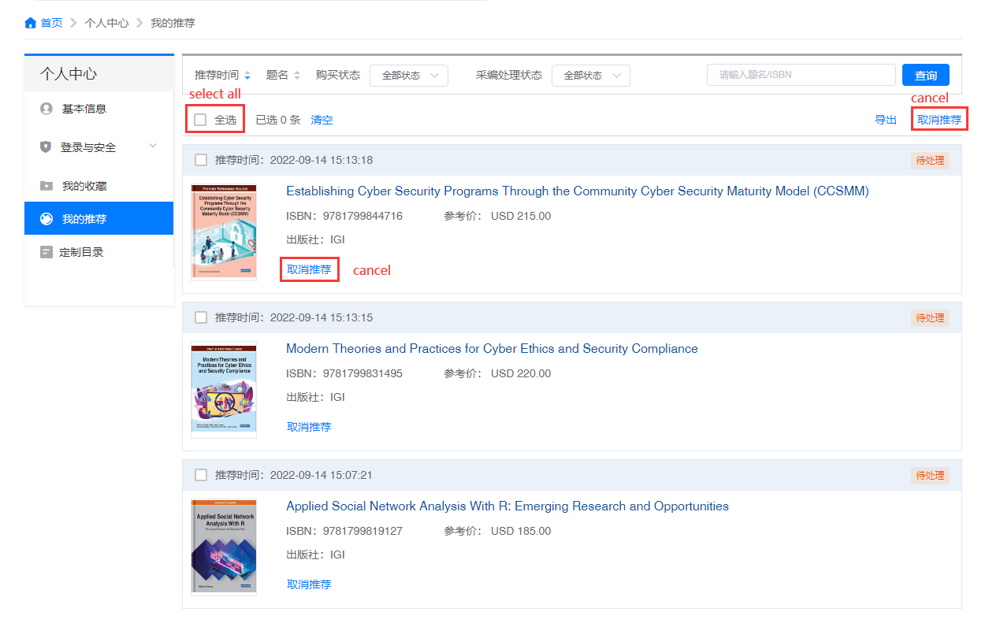 首页 个人中心 我的推荐
个人中心
基本信息
登录与安全
我的收藏
我的推荐
定制目录
推荐时间 题名 购买状态 全部状态 采编处理状态 全部状态 请输入题名/ISBN 查询
select all
cancel
全选 已选 0 条 清空 导出 取消推荐
推荐时间：2022-09-14 15:13:18 待处理
Premier Reference Source
Establishing Cyber Security
Programs Through the
Community Cyber Security
Maturity Model (CCSMM)
Establishing Cyber Security Programs Through the Community Cyber Security Maturity Model (CCSMM)
ISBN：9781799844716 参考价： USD 215.00
出版社：IGI
取消推荐 cancel
推荐时间：2022-09-14 15:13:15 待处理
Premier Reference Source
Modern Theories and
Practices for Cyber Ethics
and Security Compliance
Modern Theories and Practices for Cyber Ethics and Security Compliance
ISBN：9781799831495 参考价： USD 220.00
出版社：IGI
取消推荐
推荐时间：2022-09-14 15:07:21 待处理
Applied Social Network
Analysis With R
Applied Social Network Analysis With R: Emerging Research and Opportunities
ISBN：9781799819127 参考价： USD 185.00
出版社：IGI
取消推荐